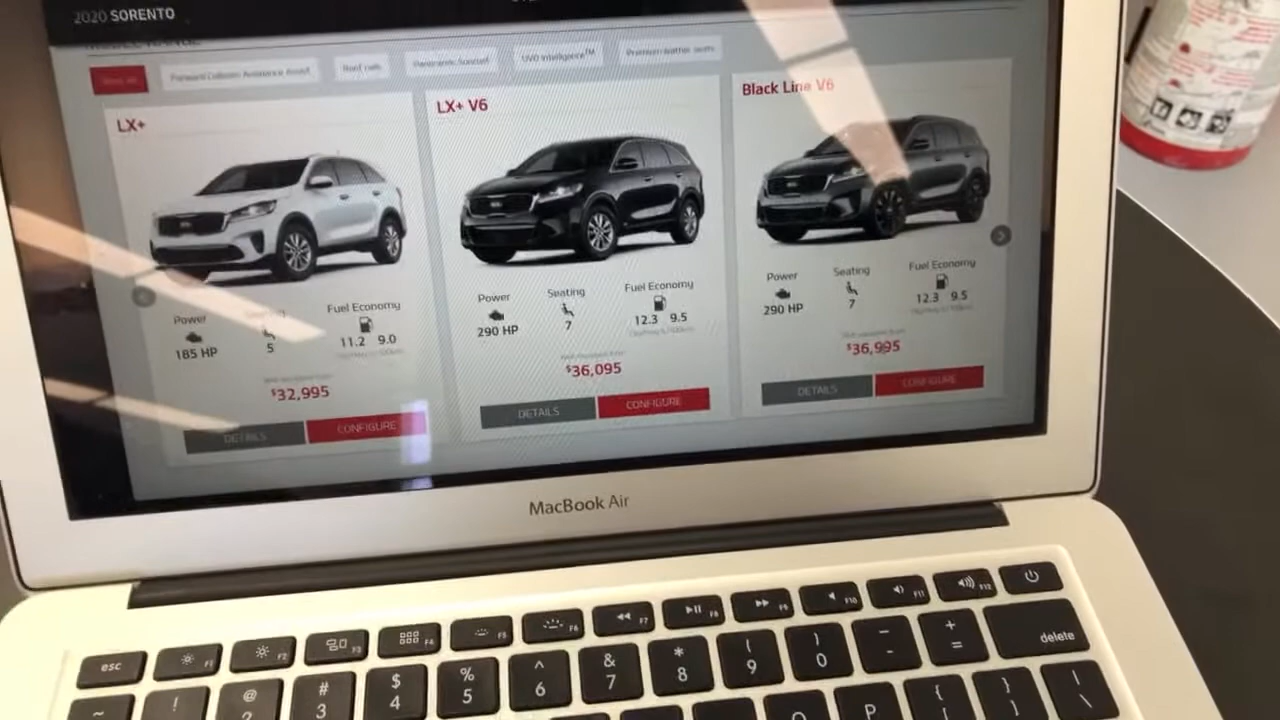 2020 SORENTO
Forward Collision Avoidance Assist
Roof rails
Panoramic Sunroof
UVO Intelligence™
Premium leather seats
LX+
Power
185 HP
Seating
5
Fuel Economy
11.2 9.0
$32,995
DETAILS
CONFIGURE
LX+ V6
Power
290 HP
Seating
7
Fuel Economy
12.3 9.5
$36,095
DETAILS
CONFIGURE
Black Line V6
Power
290 HP
Seating
7
Fuel Economy
12.3 9.5
$36,995
DETAILS
CONFIGURE
MacBook Air
esc F1 F2 F3 F4 F5 F6 F7 F8 F9 F10 F11 F12
~ ! @ # $ % ^ & * ( ) — + delete
2 3 4 5 6 7 8 9 0 - =
P { } | \